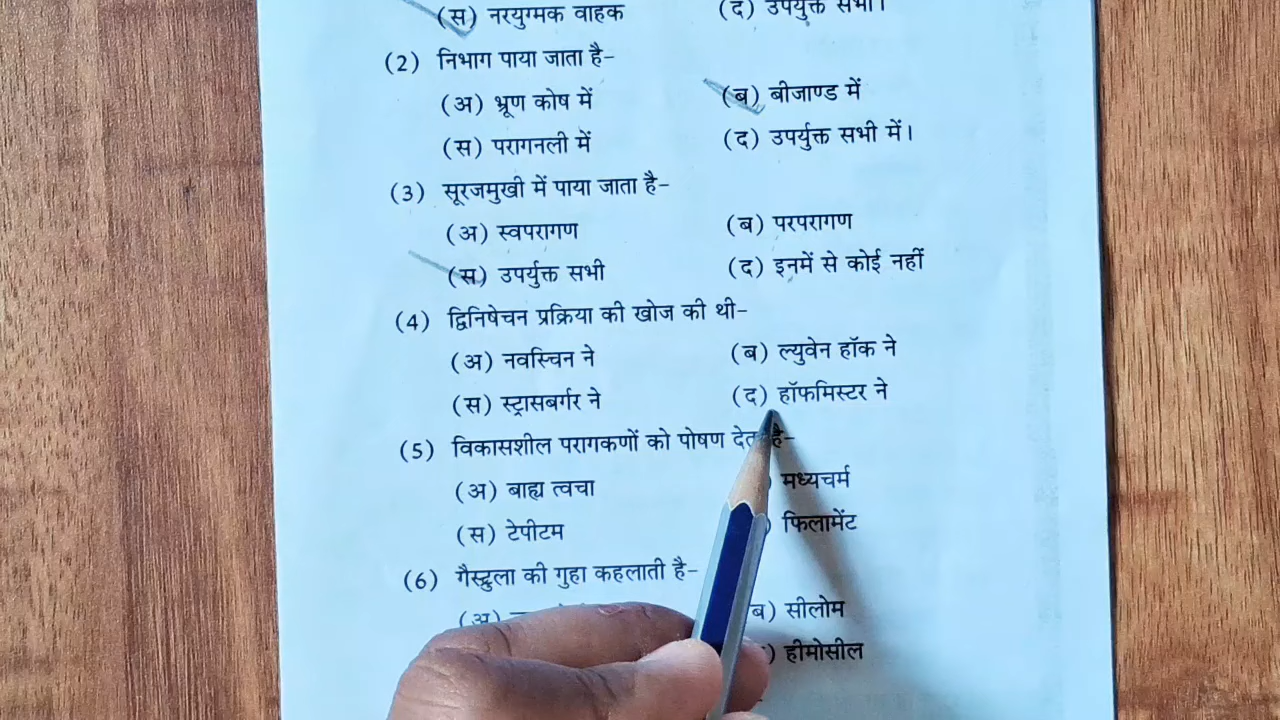 (स) नरयुग्मक वाहक (द) उपर्युक्त सभी।
(2) निभाग पाया जाता है-
(अ) भ्रूण कोष में (ब) बीजाण्ड में
(स) परागनली में (द) उपर्युक्त सभी में।
(3) सूरजमुखी में पाया जाता है-
(अ) स्वपरागण (ब) परपरागण
(स) उपर्युक्त सभी (द) इनमें से कोई नहीं
(4) द्विनिषेचन प्रक्रिया की खोज की थी-
(अ) नवस्चिन ने (ब) ल्युवेन हॉक ने
(स) स्ट्रासबर्गर ने (द) हॉफमिस्टर ने
(5) विकासशील परागकणों को पोषण है-
(अ) बाह्य त्वचा ) मध्यचर्म
(स) टेपीटम ) फिलामेंट
(6) गैस्ट्रुला की गुहा कहलाती है-
(अ) ब) सीलोम
) हीमोसील